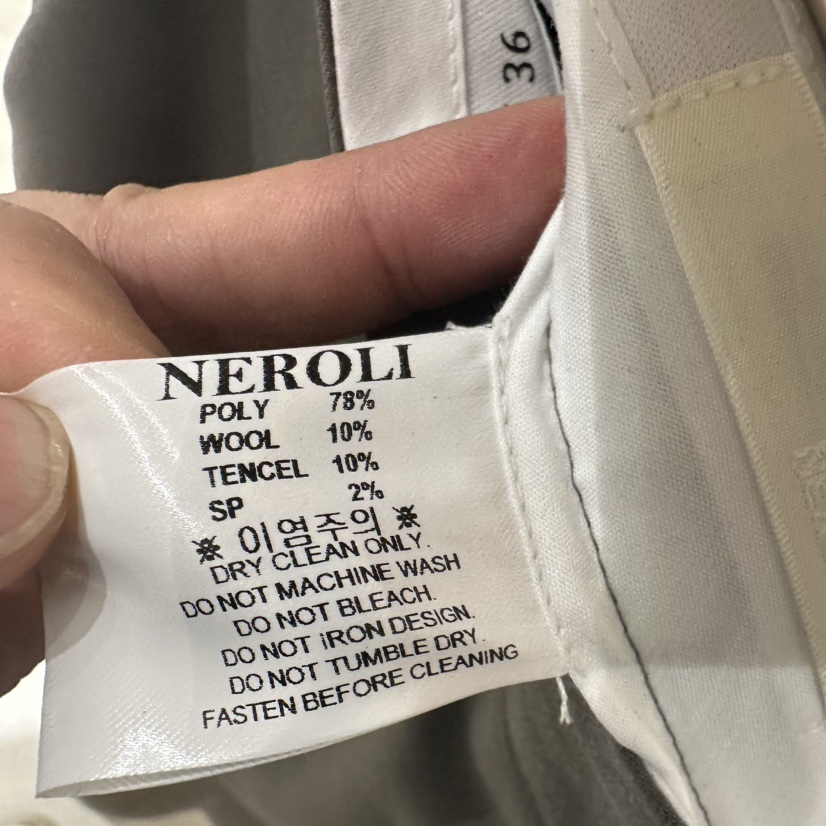 36
NEROLI
POLY 78%
WOOL 10%
TENCEL 10%
SP 2%
※ 이염주의 ※
DRY CLEAN ONLY.
DO NOT MACHINE WASH
DO NOT BLEACH.
DO NOT IRON DESIGN.
DO NOT TUMBLE DRY.
FASTEN BEFORE CLEANING